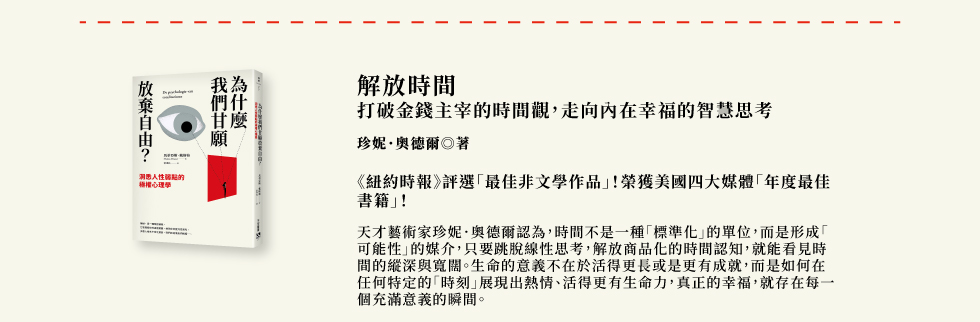 為什麼
我們甘願
放棄自由？
De psychologie van
洞悉人性弱點的
極權心理學
解放時間
打破金錢主宰的時間觀，走向內在幸福的智慧思考
珍妮·奧德爾◎著
《紐約時報》評選「最佳非文學作品」！榮獲美國四大媒體「年度最佳
書籍」！
天才藝術家珍妮·奧德爾認為，時間不是一種「標準化」的單位，而是形成「
可能性」的媒介，只要跳脫線性思考，解放商品化的時間認知，就能看見時
間的縱深與寬闊。生命的意義不在於活得更長或是更有成就，而是如何在
任何特定的「時刻」展現出熱情、活得更有生命力，真正的幸福，就存在每一
個充滿意義的瞬間。